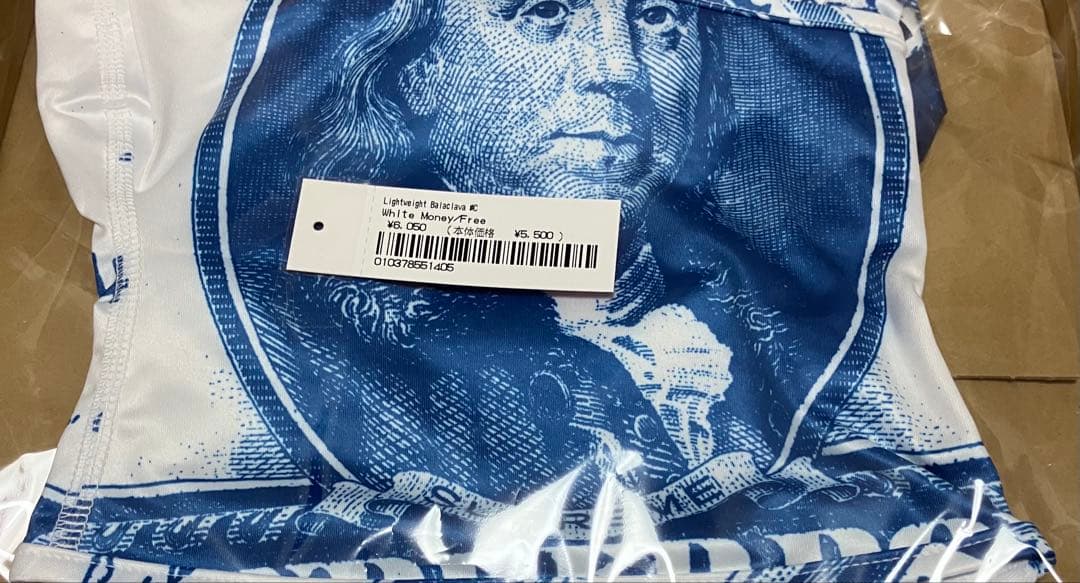 Lightweight Balaclava #C
White Money/Free
¥6.050 (本体価格 ¥5.500 )
010378551405